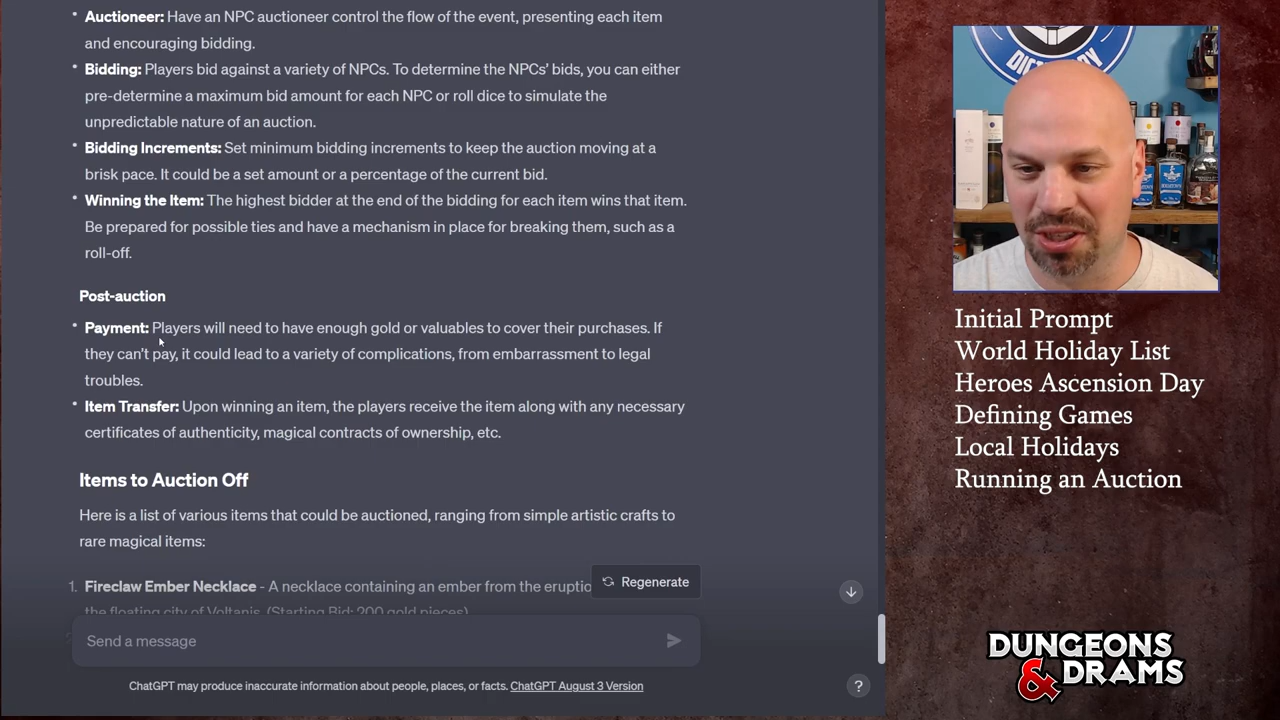 Auctioneer: Have an NPC auctioneer control the flow of the event, presenting each item
and encouraging bidding.
Bidding: Players bid against a variety of NPCs. To determine the NPCs' bids, you can either
pre-determine a maximum bid amount for each NPC or roll dice to simulate the
unpredictable nature of an auction.
Bidding Increments: Set minimum bidding increments to keep the auction moving at a
brisk pace. It could be a set amount or a percentage of the current bid.
Winning the Item: The highest bidder at the end of the bidding for each item wins that item.
Be prepared for possible ties and have a mechanism in place for breaking them, such as a
roll-off.
Post-auction
Payment: Players will need to have enough gold or valuables to cover their purchases. If
they can't pay, it could lead to a variety of complications, from embarrassment to legal
troubles.
Item Transfer: Upon winning an item, the players receive the item along with any necessary
certificates of authenticity, magical contracts of ownership, etc.
Items to Auction Off
Here is a list of various items that could be auctioned, ranging from simple artistic crafts to
rare magical items:
1. Fireclaw Ember Necklace - A necklace containing an ember from the eruptio
the floating city of Voltanis. (Starting Bid: 200 gold pieces)
Regenerate
Send a message
ChatGPT may produce inaccurate information about people, places, or facts. ChatGPT August 3 Version
?
Initial Prompt
World Holiday List
Heroes Ascension Day
Defining Games
Local Holidays
Running an Auction
DUNGEONS
& DRAMS